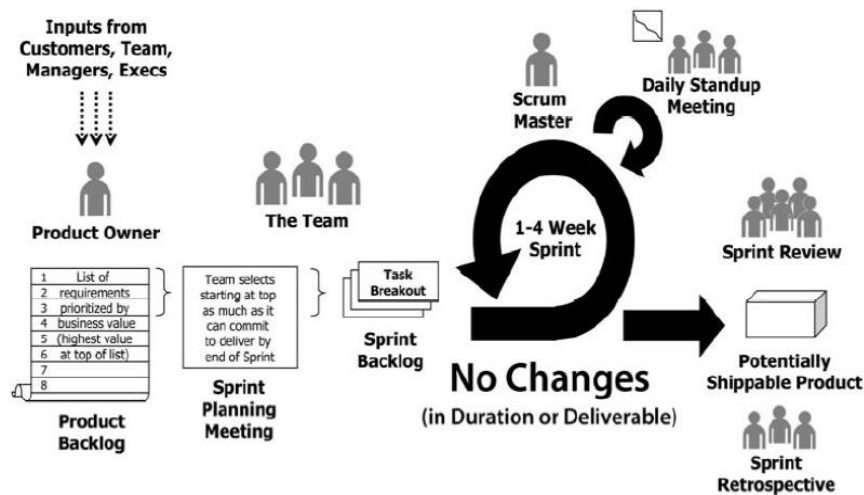 Inputs from
Customers, Team,
Managers, Execs
Product Owner
The Team
Scrum
Master
Daily Standup
Meeting
1 List of
2 requirements
3 prioritized by
4 business value
5 (highest value
6 at top of list)
7
8
Product
Backlog
Team selects
starting at top
as much as it
can commit
to deliver by
end of Sprint
Sprint
Planning
Meeting
Task
Breakout
Sprint
Backlog
1-4 Week
Sprint
No Changes
(in Duration or Deliverable)
Sprint Review
Potentially
Shippable Product
Sprint
Retrospective